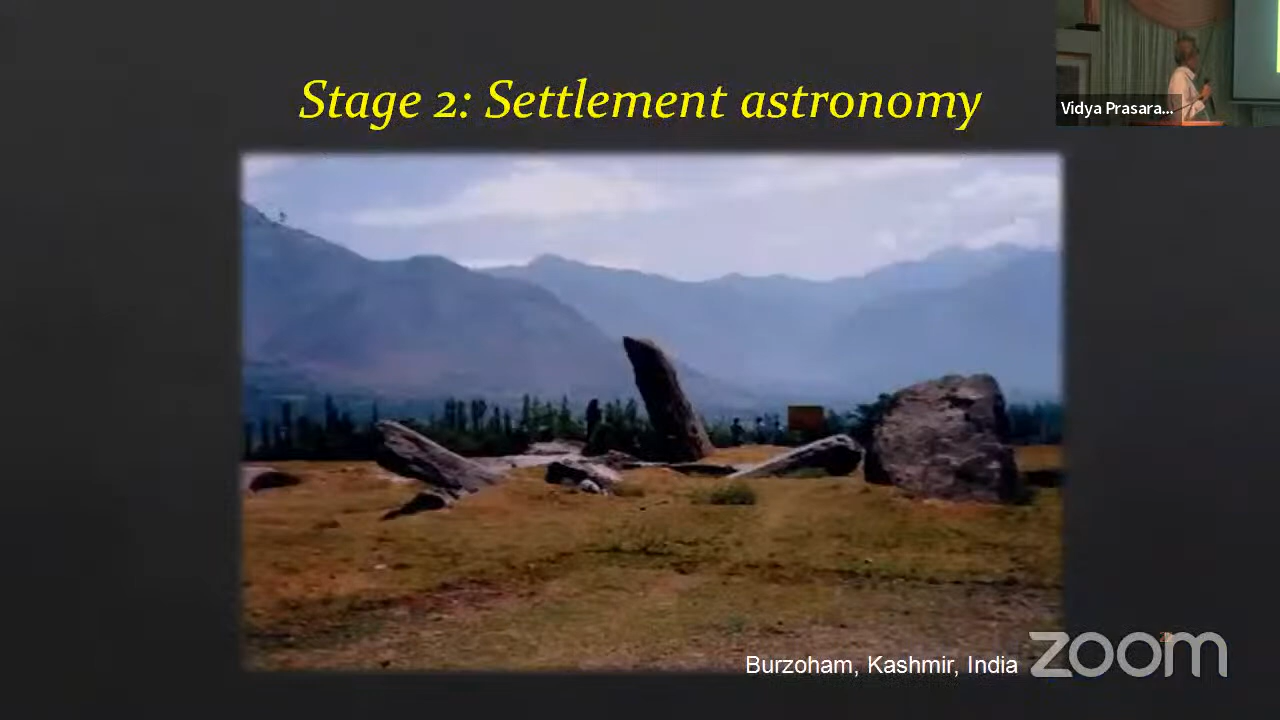 Stage 2: Settlement astronomy
Vidya Prasara...
Burzoham, Kashmir, India
zoom